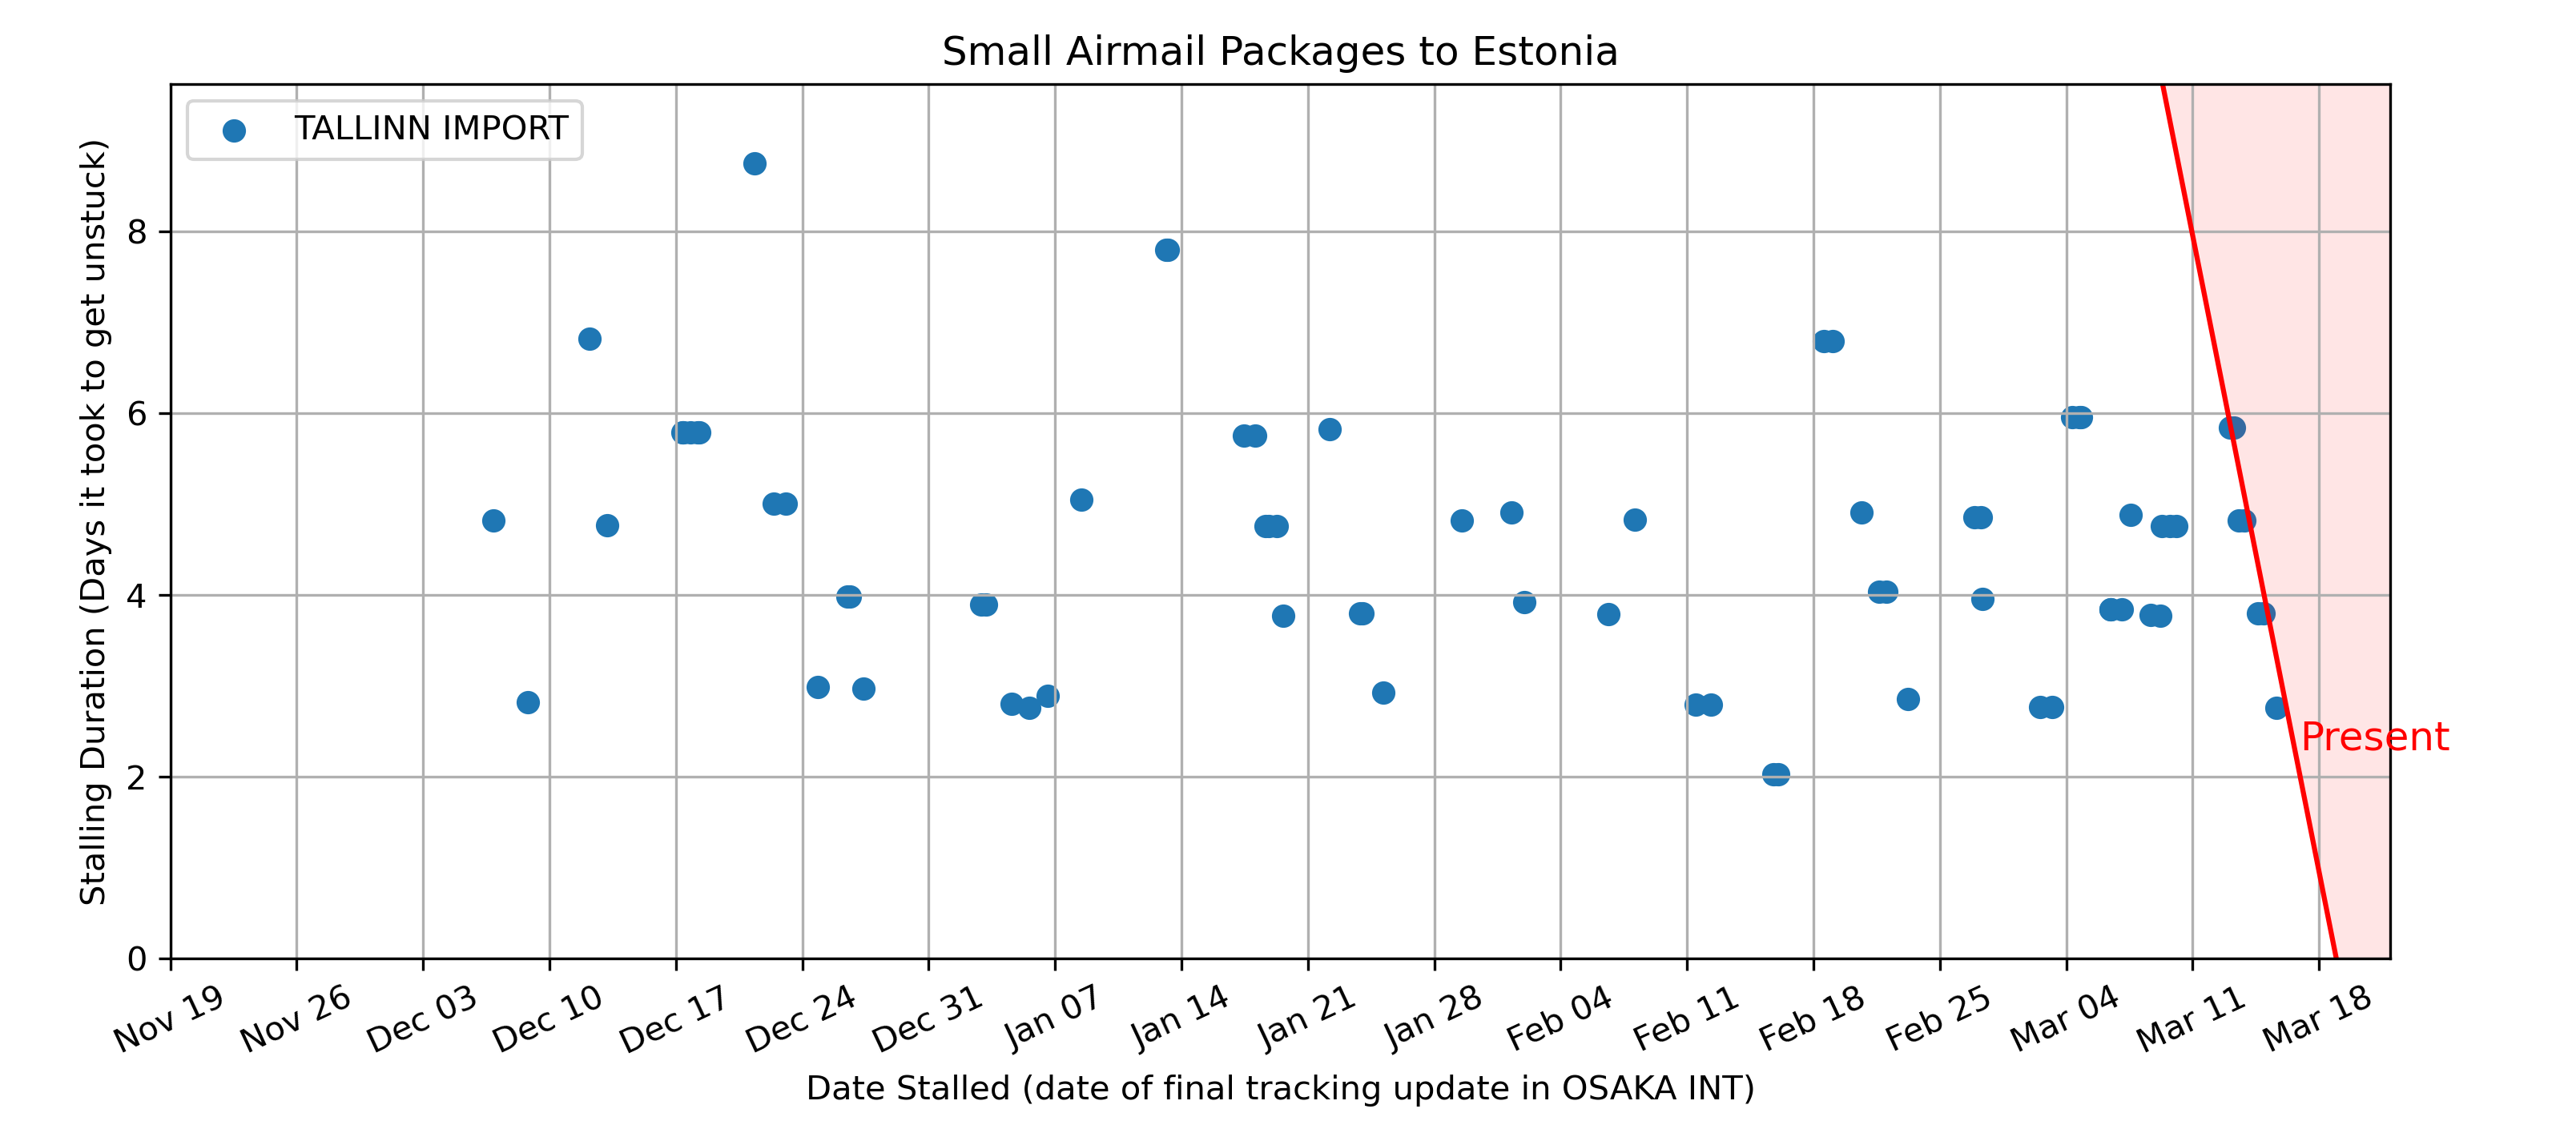 Small Airmail Packages to Estonia
TALLINN IMPORT
Stalling Duration (Days it took to get unstuck)
8
6
4
2
0
Present
Nov 19
Nov 26
Dec 03
Dec 10
Dec 17
Dec 24
Dec 31
Jan 07
Jan 14
Jan 21
Jan 28
Feb 04
Feb 11
Feb 18
Feb 25
Mar 04
Mar 11
Mar 18
Date Stalled (date of final tracking update in OSAKA INT)